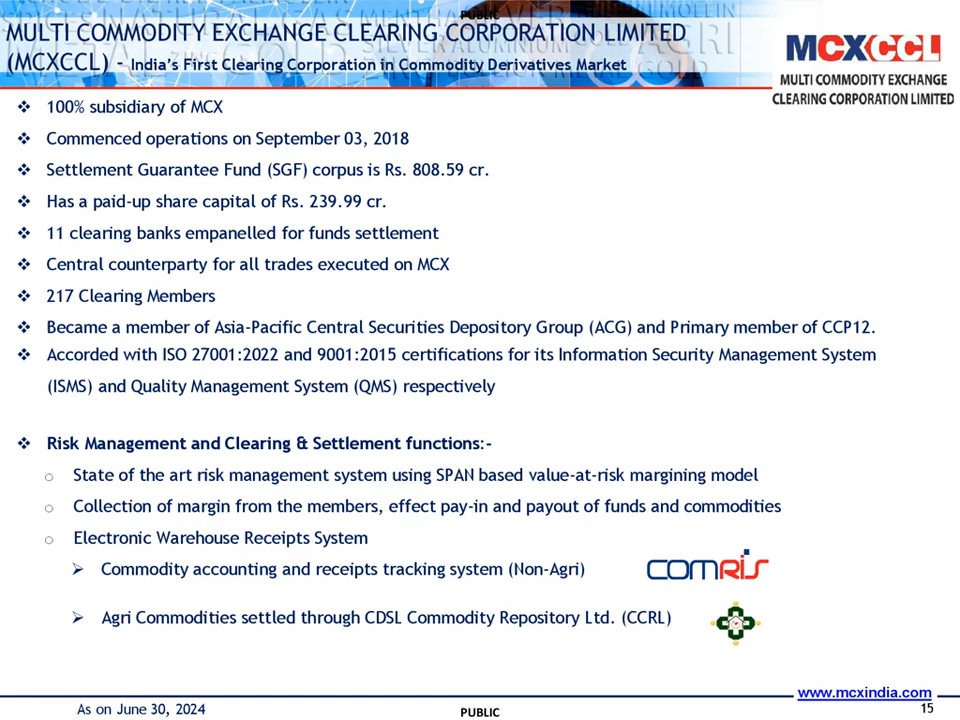 PUBLIC
MULTI COMMODITY EXCHANGE CLEARING CORPORATION LIMITED
(MCXCCL) - India's First Clearing Corporation in Commodity Derivatives Market
MCXCCL
MULTI COMMODITY EXCHANGE
CLEARING CORPORATION LIMITED
❖ 100% subsidiary of MCX
❖ Commenced operations on September 03, 2018
❖ Settlement Guarantee Fund (SGF) corpus is Rs. 808.59 cr.
❖ Has a paid-up share capital of Rs. 239.99 cr.
❖ 11 clearing banks empanelled for funds settlement
❖ Central counterparty for all trades executed on MCX
❖ 217 Clearing Members
❖ Became a member of Asia-Pacific Central Securities Depository Group (ACG) and Primary member of CCP12.
❖ Accorded with ISO 27001:2022 and 9001:2015 certifications for its Information Security Management System
(ISMS) and Quality Management System (QMS) respectively
❖ Risk Management and Clearing & Settlement functions:-
o State of the art risk management system using SPAN based value-at-risk margining model
o Collection of margin from the members, effect pay-in and payout of funds and commodities
o Electronic Warehouse Receipts System
➢ Commodity accounting and receipts tracking system (Non-Agri)
COMRIS
➢ Agri Commodities settled through CDSL Commodity Repository Ltd. (CCRL)
www.mcxindia.com
As on June 30, 2024
PUBLIC
15